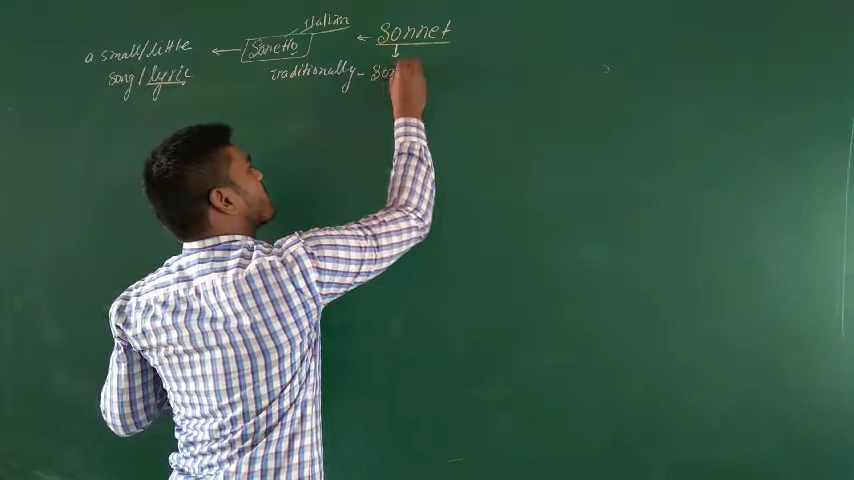 Italian
a small/little ← Sonetto ← Sonnet
song/lyric
Traditionally - Son